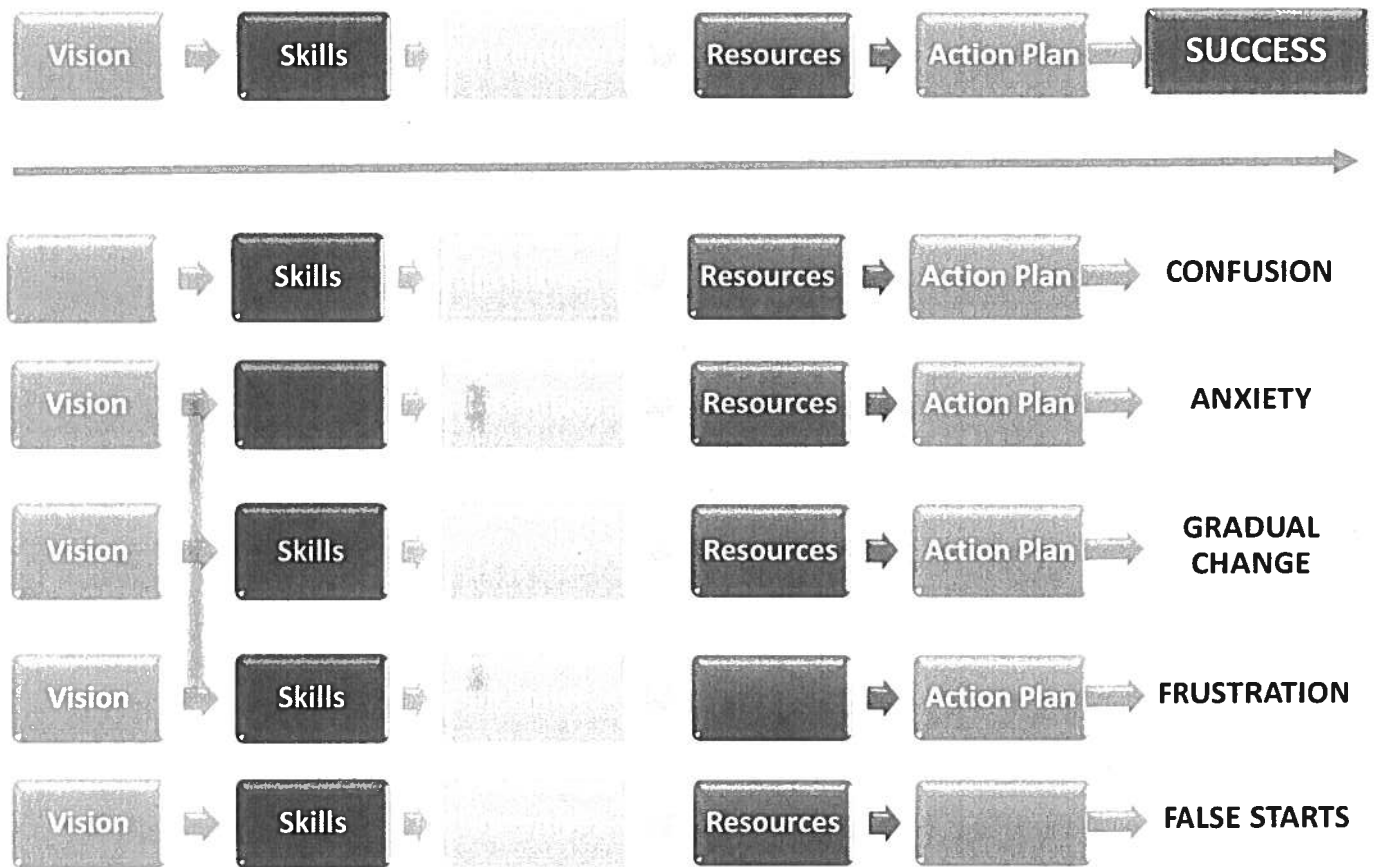 Vision Skills Resources Action Plan SUCCESS
Skills Resources Action Plan CONFUSION
Vision Resources Action Plan ANXIETY
Vision Skills Resources Action Plan GRADUAL
CHANGE
Vision Skills Action Plan FRUSTRATION
Vision Skills Resources FALSE STARTS